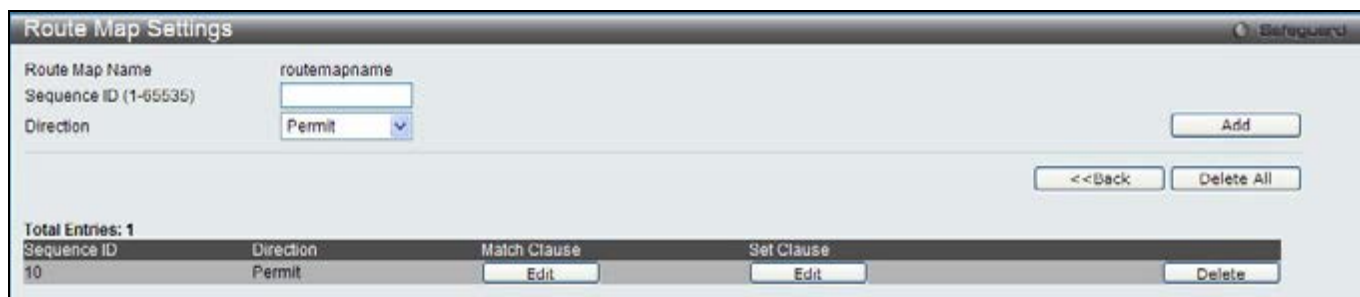 Route Map Settings Safeguard
Route Map Name routemapname
Sequence ID (1-65535)
Direction Permit Add
<<Back Delete All
Total Entries: 1
Sequence ID Direction Match Clause Set Clause
10 Permit Edit Edit Delete